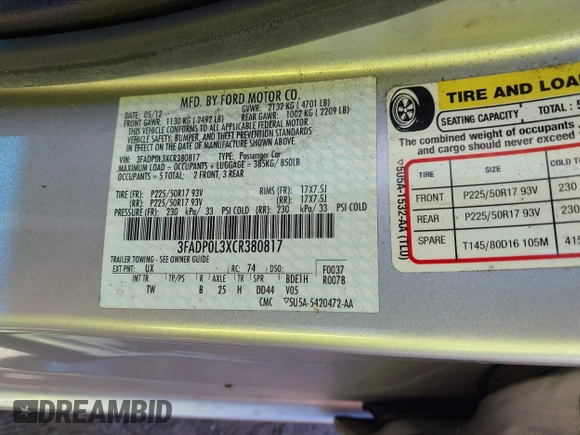 MFD. BY FORD MOTOR CO.
DATE: 05/12 GVWR: 2132 KG (4701 LB)
FRONT GAWR: 1130 KG (2492 LB) REAR GAWR: 1002 KG (2209 LB)
THIS VEHICLE CONFORMS TO ALL APPLICABLE FEDERAL MOTOR
VEHICLE SAFETY, BUMPER, AND THEFT PREVENTION STANDARDS
IN EFFECT ON THE DATE OF MANUFACTURE SHOWN ABOVE.
VIN: 3FADP0L3XCR380817 TYPE: Passenger Car
MAXIMUM LOAD = OCCUPANTS + LUGGAGE = 385KG/ 850LB
OCCUPANTS = 5 TOTAL 2 FRONT, 3 REAR
TIRE (FR): P225/50R17 93V RIMS (FR): 17X7.5J
(RR): P225/50R17 93V (RR): 17X7.5J
PRESSURE (FR): 230 kPa/ 33 PSI COLD (RR): 230 kPa/ 33 PSI COLD
3FADP0L3XCR380817
TRAILER TOWING - SEE OWNER GUIDE
EXT PNT: UX RC: 74 DSO: F0037
INT TR TP/PS R AXLE TR SPR BDE1H R0078
TW B 25 H DD44 V05
CMC 5U5A-5420472-AA
TIRE AND LOA
SEATING CAPACITY TOTAL : 5
The combined weight of occupants
and cargo should never exceed
5U5A-1532-AA (TLU)
TIRE SIZE
FRONT P225/50R17 93V 230
REAR P225/50R17 93V 230
SPARE T145/80D16 105M 415
DREAMBID